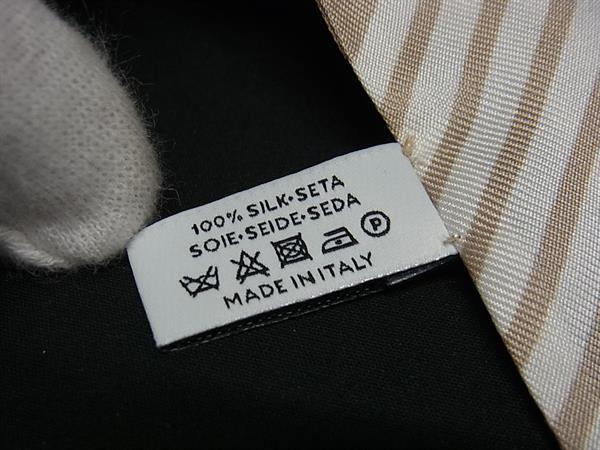 100% SILK•SETA
SOIE•SEIDE•SEDA
P
MADE IN ITALY